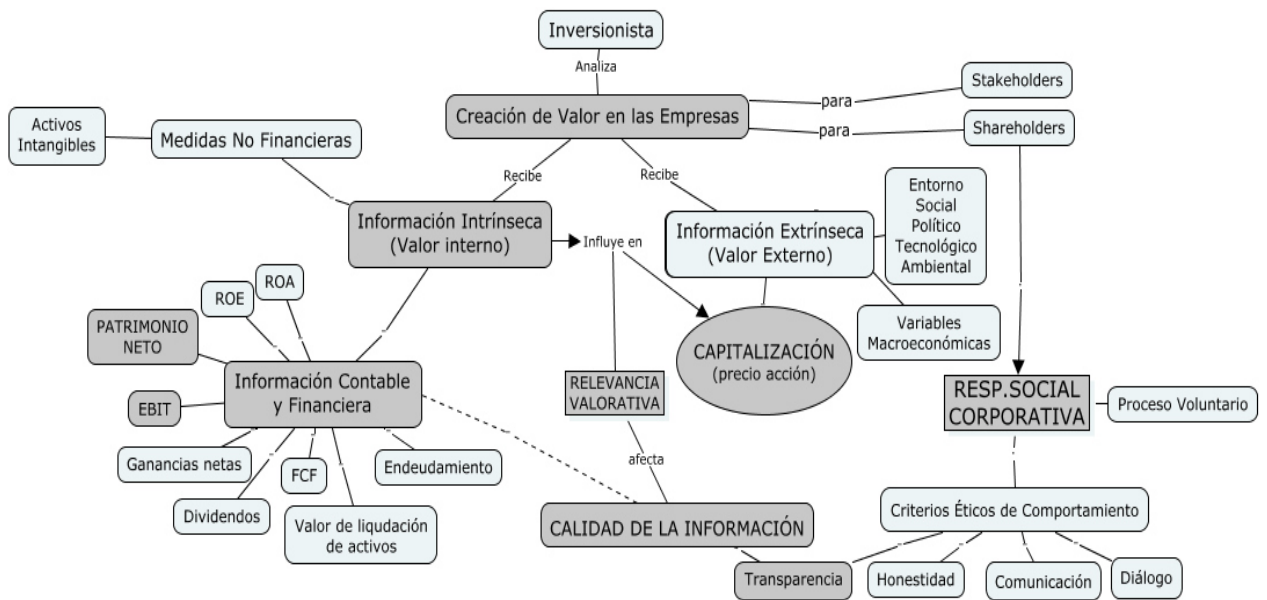 Inversionista
Analiza
Creación de Valor en las Empresas
para
Stakeholders
para
Shareholders
Activos
Intangibles
Medidas No Financieras
Recibe
Recibe
Información Intrínseca
(Valor interno)
Influye en
Información Extrínseca
(Valor Externo)
Entorno
Social
Político
Tecnológico
Ambiental
ROA
ROE
PATRIMONIO
NETO
Variables
Macroeconómicas
CAPITALIZACIÓN
(precio acción)
Información Contable
y Financiera
RELEVANCIA
VALORATIVA
RESP.SOCIAL
CORPORATIVA
Proceso Voluntario
EBIT
Ganancias netas
FCF
Endeudamiento
afecta
Dividendos
Valor de liqudación
de activos
CALIDAD DE LA INFORMACIÓN
Criterios Éticos de Comportamiento
Transparencia
Honestidad
Comunicación
Diálogo